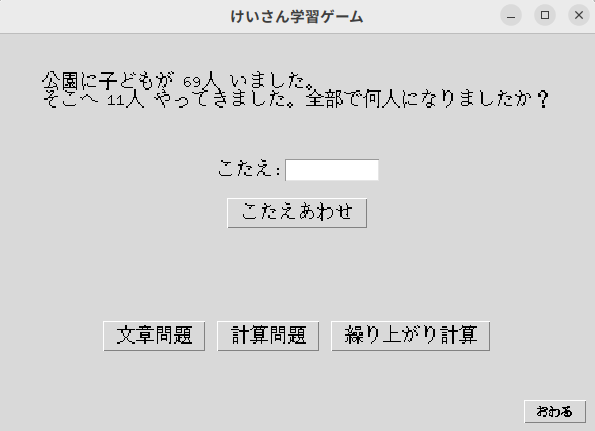 けいさん学習ゲーム
公園に子どもが 69人 いました。
そこへ 11人 やってきました。全部で何人になりましたか？
こたえ:
こたえあわせ
文章問題 計算問題 繰り上がり計算
おわる